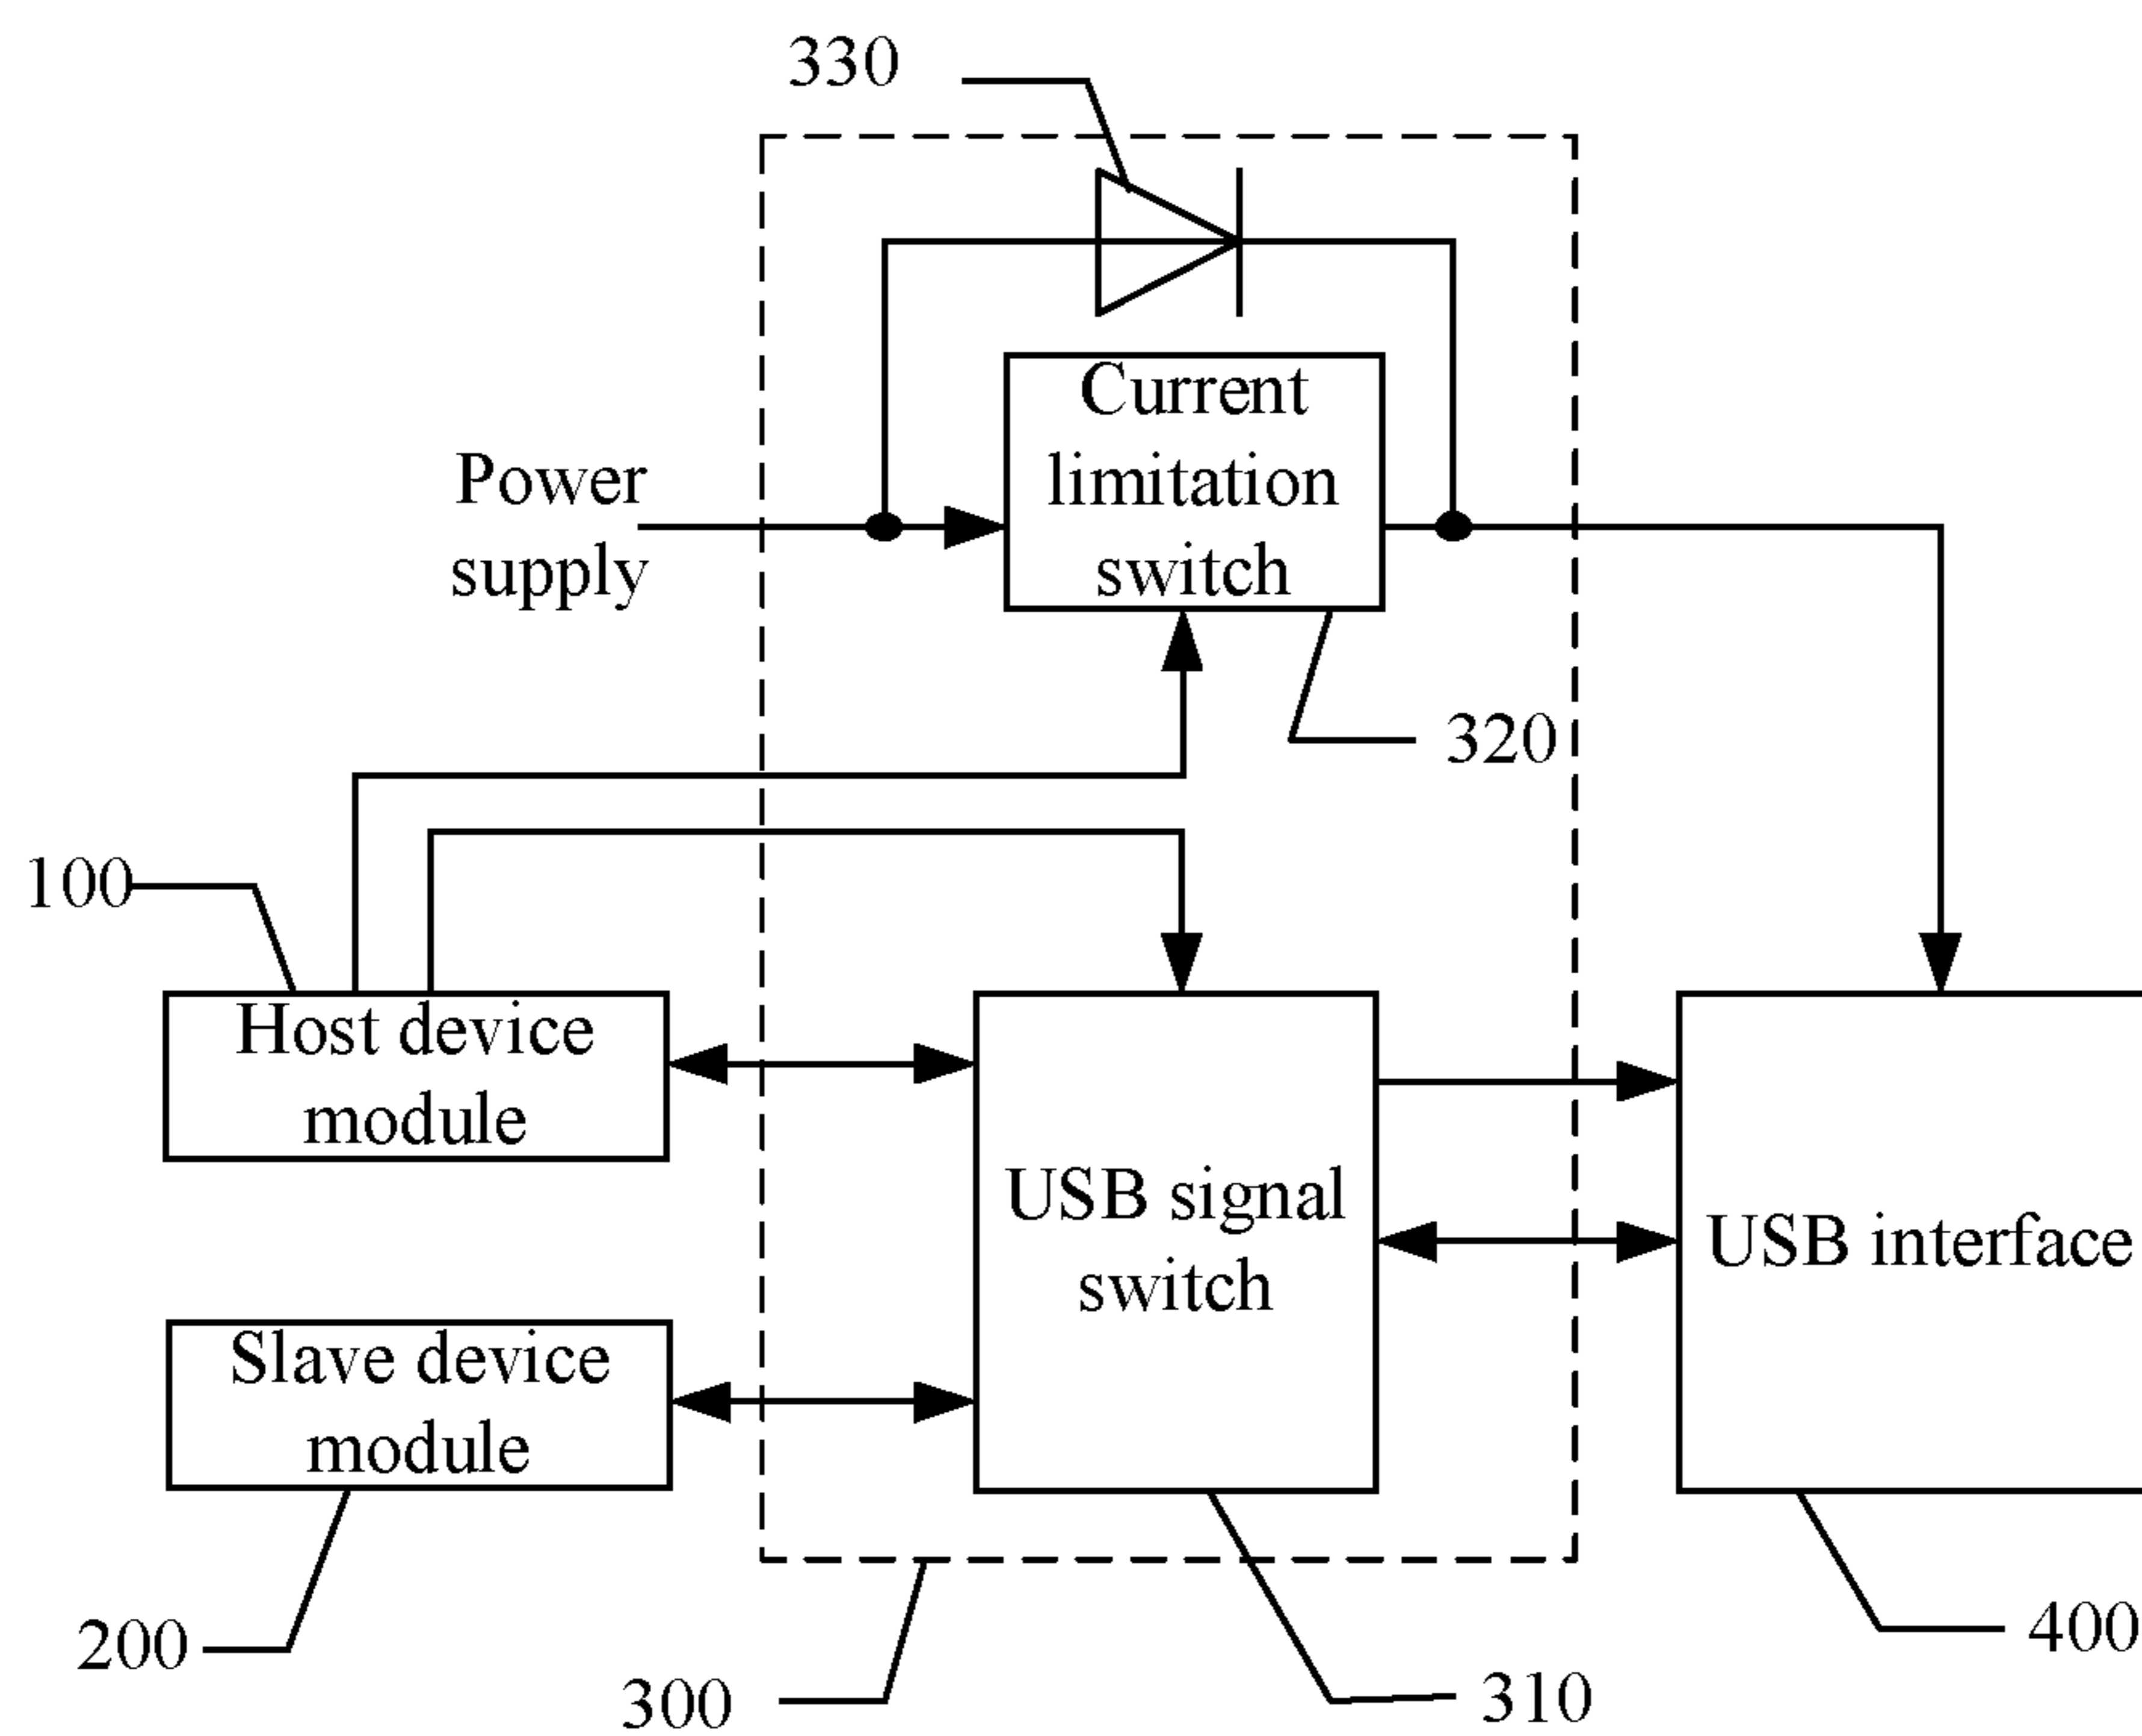 330
Current
limitation
switch
Power
supply
320
100
Host device
module
USB signal
switch
USB interface
Slave device
module
200
300
310
400